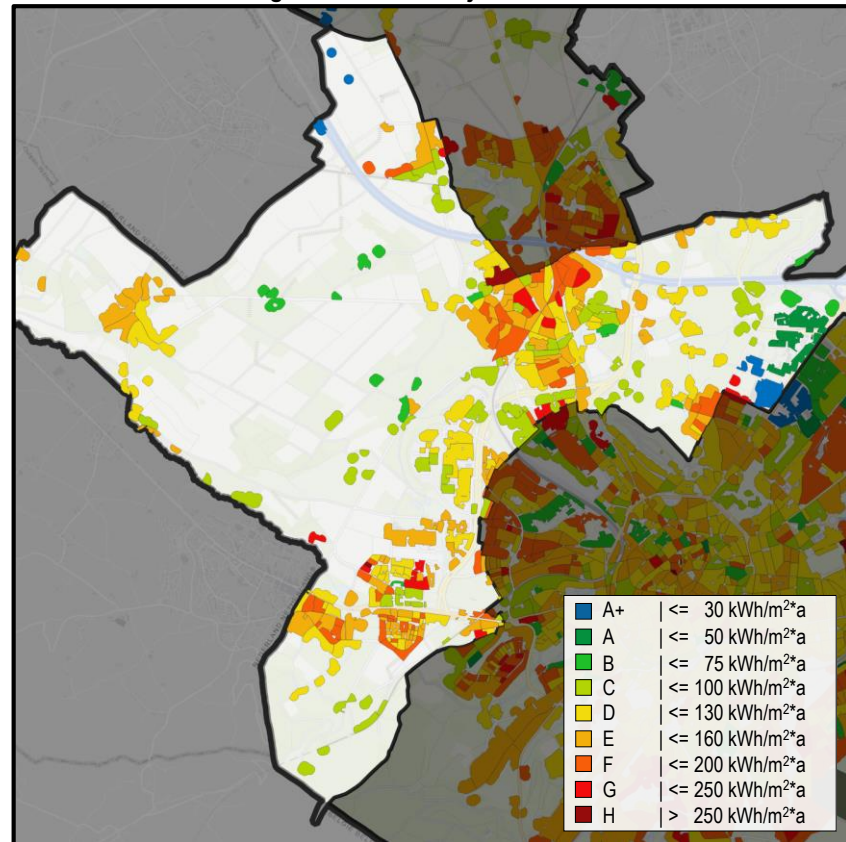 A+ | <= 30 kWh/m²*a
A | <= 50 kWh/m²*a
B | <= 75 kWh/m²*a
C | <= 100 kWh/m²*a
D | <= 130 kWh/m²*a
E | <= 160 kWh/m²*a
F | <= 200 kWh/m²*a
G | <= 250 kWh/m²*a
H | > 250 kWh/m²*a